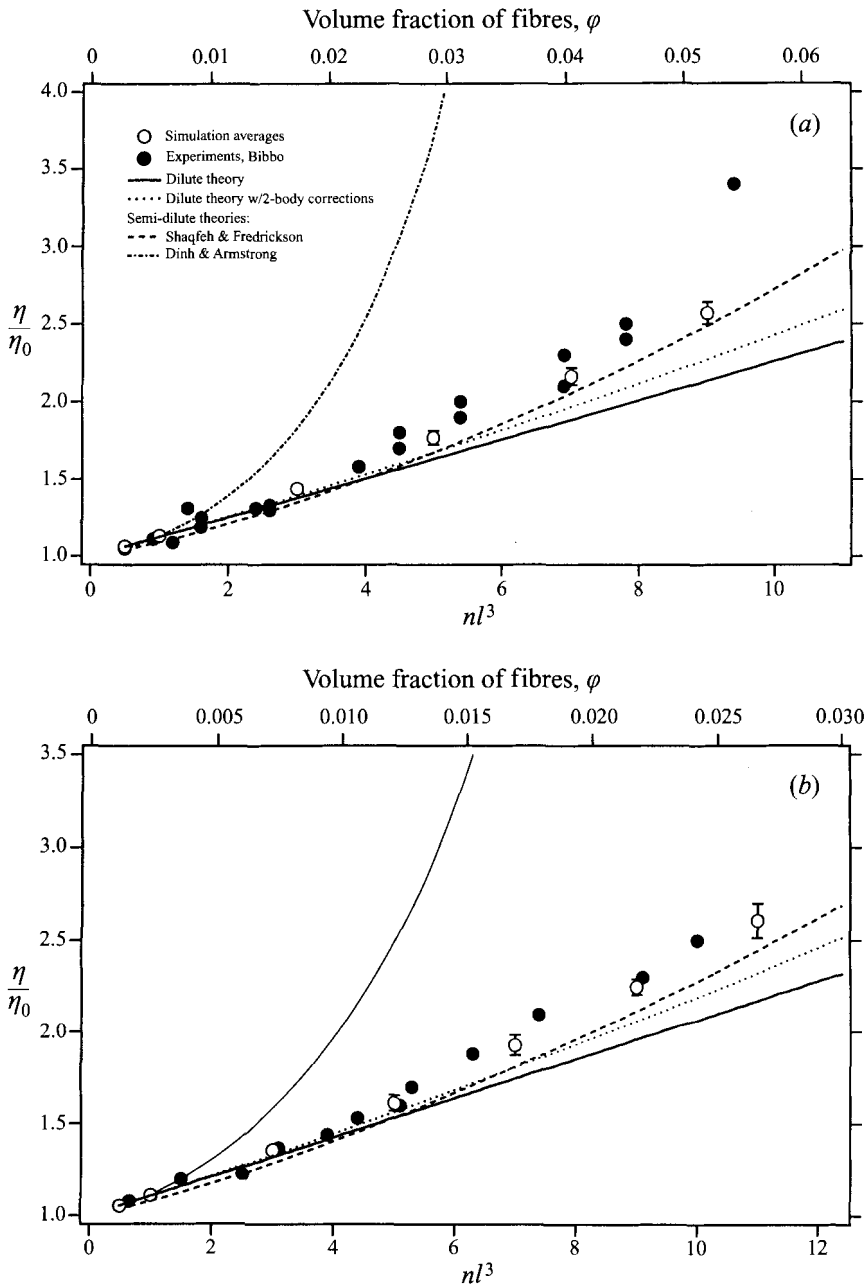 Volume fraction of fibres, φ
0 0.01 0.02 0.03 0.04 0.05 0.06
(a)
4.0
3.5
3.0
2.5
2.0
1.5
1.0
η
η0
Simulation averages
Experiments, Bibbo
Dilute theory
Dilute theory w/2-body corrections
Semi-dilute theories:
Shaqfeh & Fredrickson
Dinh & Armstrong
0 2 4 6 8 10
nl³
Volume fraction of fibres, φ
0 0.005 0.010 0.015 0.020 0.025 0.030
(b)
3.5
3.0
2.5
2.0
1.5
1.0
η
η0
0 2 4 6 8 10 12
nl³